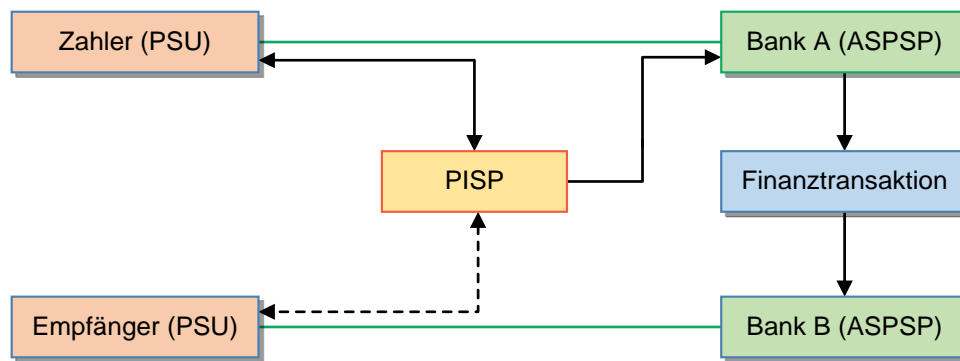 Zahler (PSU)
Bank A (ASPSP)
PISP
Finanztransaktion
Empfänger (PSU)
Bank B (ASPSP)